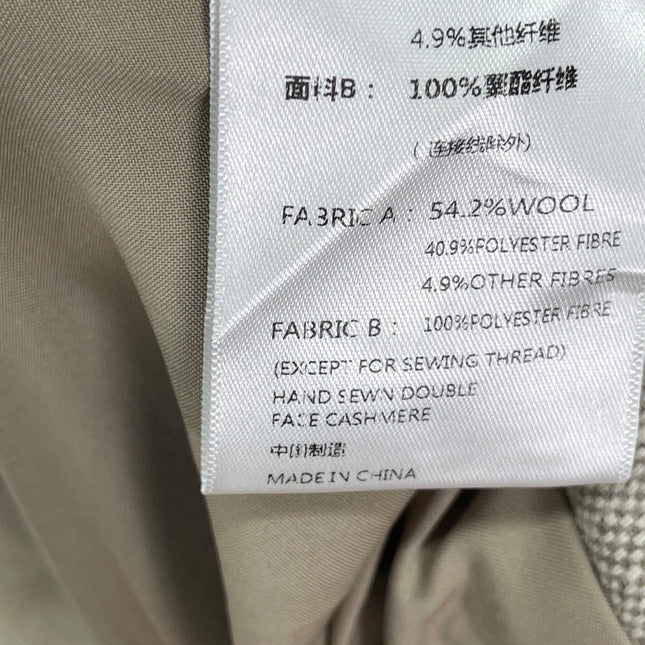 4.9%其他纤维
面料B： 100%聚酯纤维
（连接线除外）
FABRIC A : 54.2%WOOL
40.9%POLYESTER FIBRE
4.9%OTHER FIBRES
FABRIC B : 100%POLYESTER FIBRE
(EXCEPT FOR SEWING THREAD)
HAND SEWN DOUBLE
FACE CASHMERE
中国制造
MADE IN CHINA